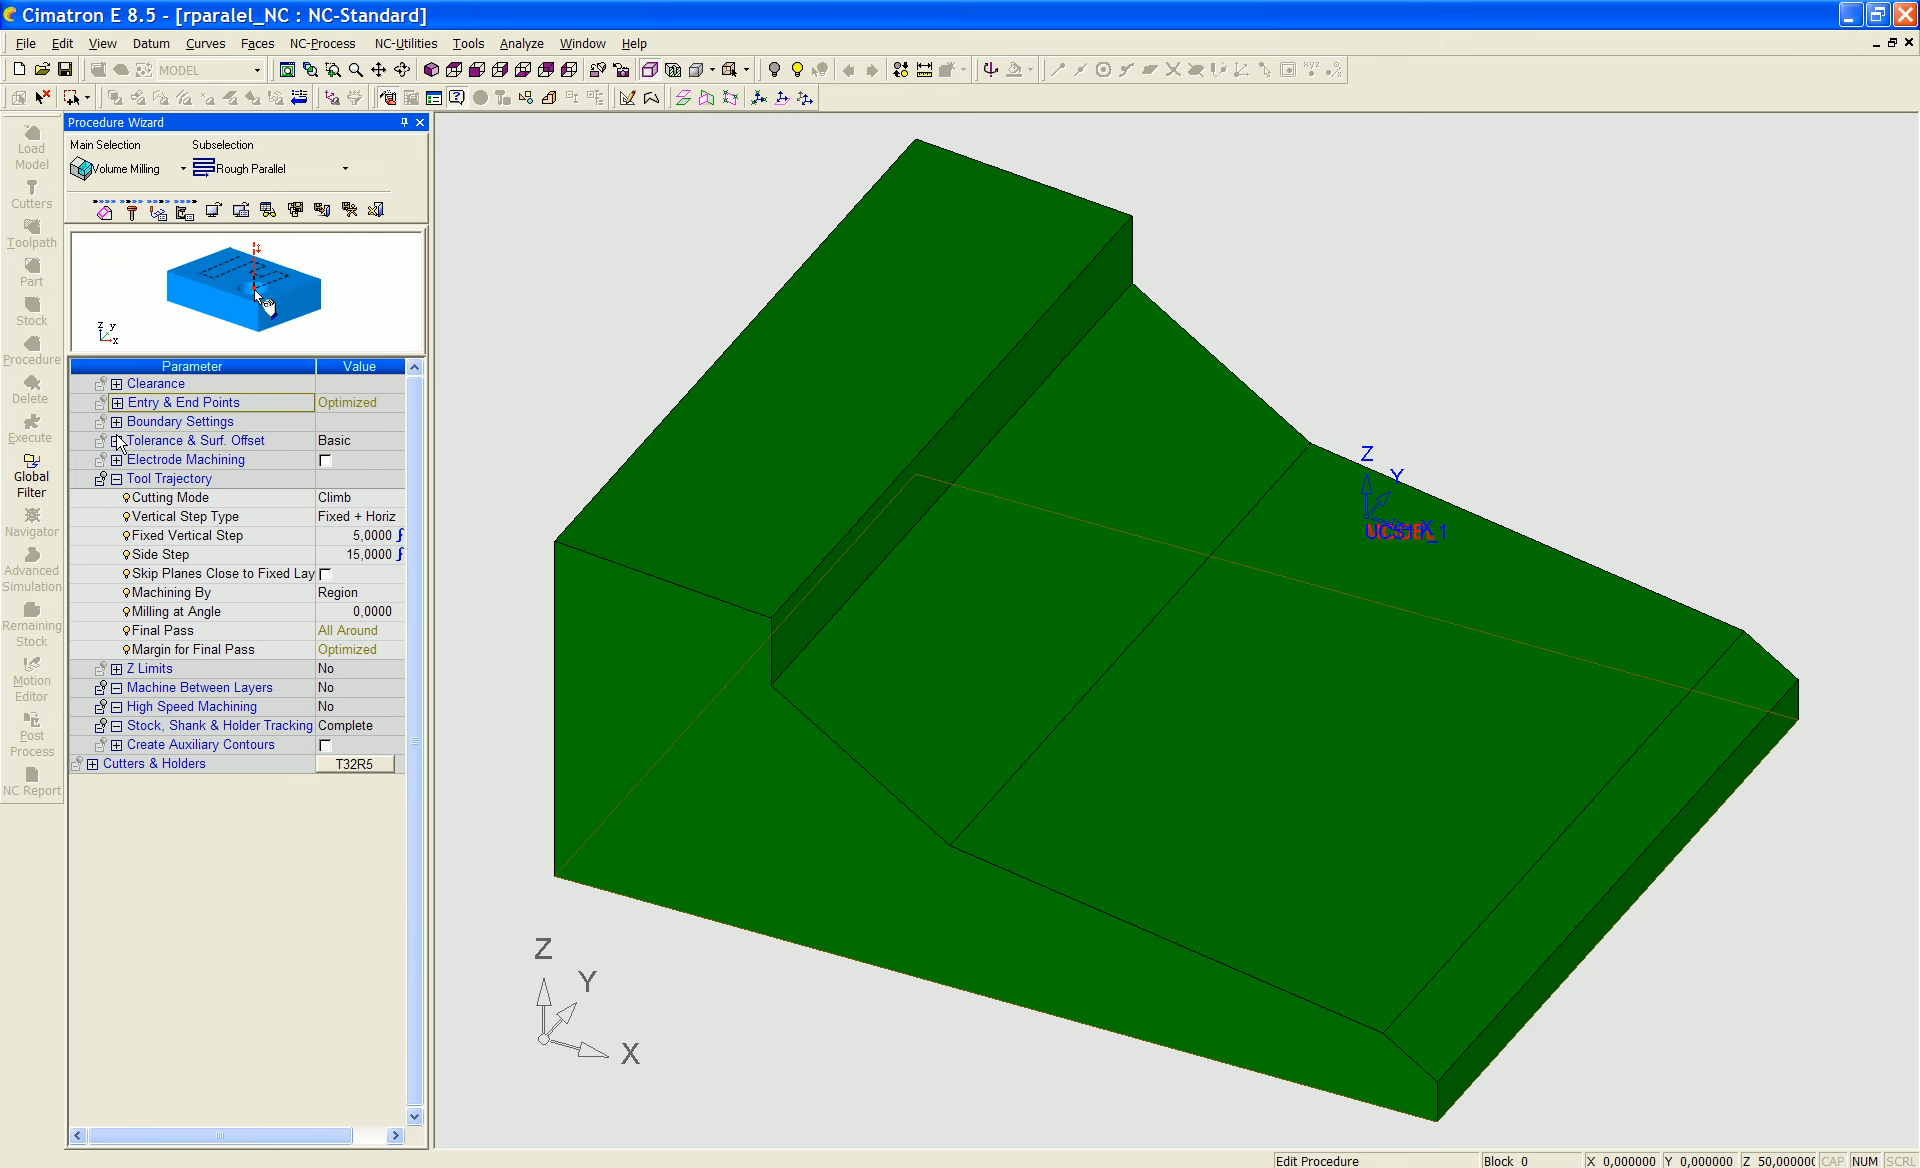 Cimatron E 8.5 - [rparalel_NC : NC-Standard]
File Edit View Datum Curves Faces NC-Process NC-Utilities Tools Analyze Window Help
MODEL
Load Model
Cutters
Toolpath
Part
Stock
Procedure
Delete
Execute
Global Filter
Navigator
Advanced Simulation
Remaining Stock
Motion Editor
Post Process
NC Report
Procedure Wizard
Main Selection Subselection
Volume Milling Rough Parallel
z y
x
Parameter Value
Clearance
Entry & End Points Optimized
Boundary Settings
Tolerance & Surf. Offset Basic
Electrode Machining
Tool Trajectory
Cutting Mode Climb
Vertical Step Type Fixed + Horiz
Fixed Vertical Step 5,0000 f
Side Step 15,0000 f
Skip Planes Close to Fixed Lay
Machining By Region
Milling at Angle 0,0000
Final Pass All Around
Margin for Final Pass Optimized
Z Limits No
Machine Between Layers No
High Speed Machining No
Stock, Shank & Holder Tracking Complete
Create Auxiliary Contours
Cutters & Holders T32R5
Z
Y
X
Z
Y
X
Edit Procedure Block 0 X 0,000000 Y 0,000000 Z 50,000000 CAP NUM SCRL